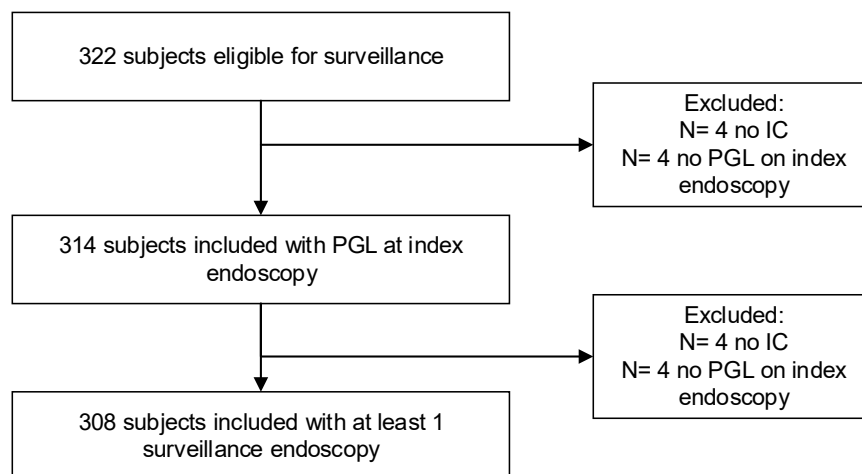 322 subjects eligible for surveillance
Excluded:
N= 4 no IC
N= 4 no PGL on index
endoscopy
314 subjects included with PGL at index
endoscopy
Excluded:
N= 4 no IC
N= 4 no PGL on index
endoscopy
308 subjects included with at least 1
surveillance endoscopy